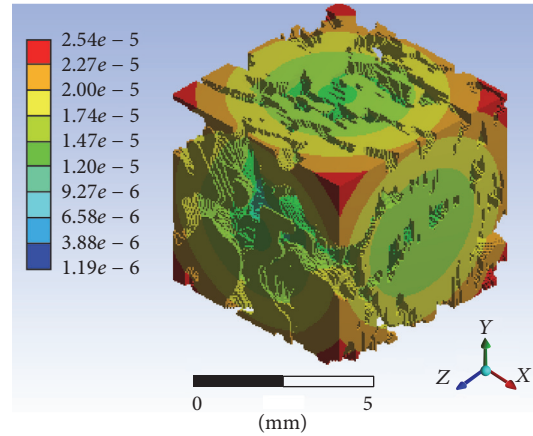 2.54e − 5
2.27e − 5
2.00e − 5
1.74e − 5
1.47e − 5
1.20e − 5
9.27e − 6
6.58e − 6
3.88e − 6
1.19e − 6
Y
Z X
0 5
(mm)